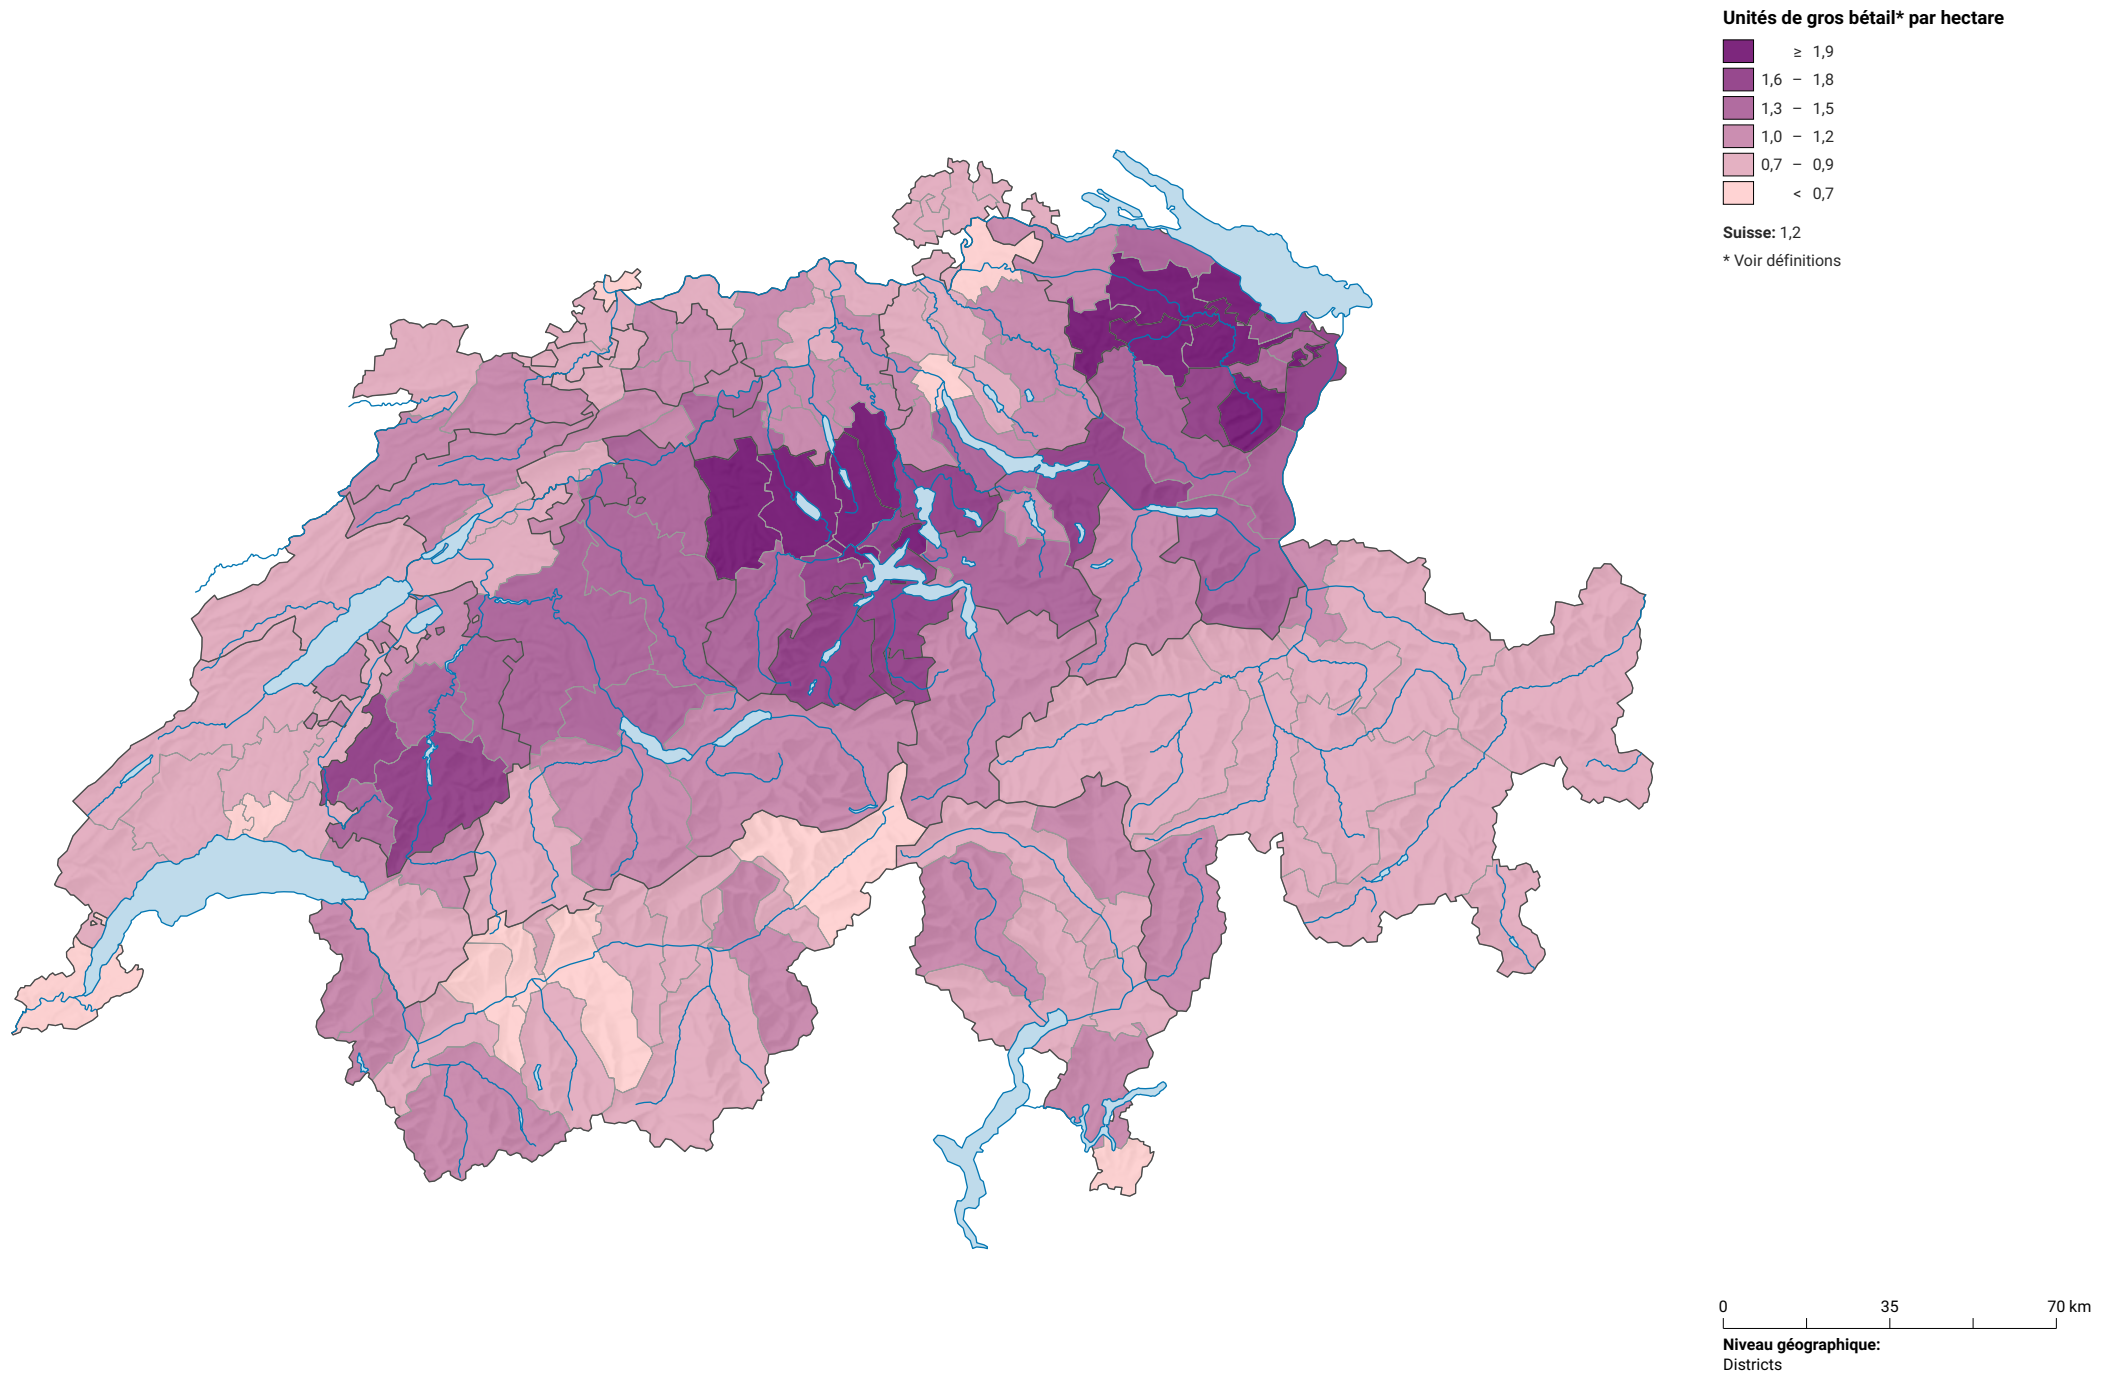 Unités de gros bétail* par hectare
≥ 1,9
1,6 – 1,8
1,3 – 1,5
1,0 – 1,2
0,7 – 0,9
< 0,7
Suisse: 1,2
* Voir définitions
0 35 70 km
Niveau géographique:
Districts